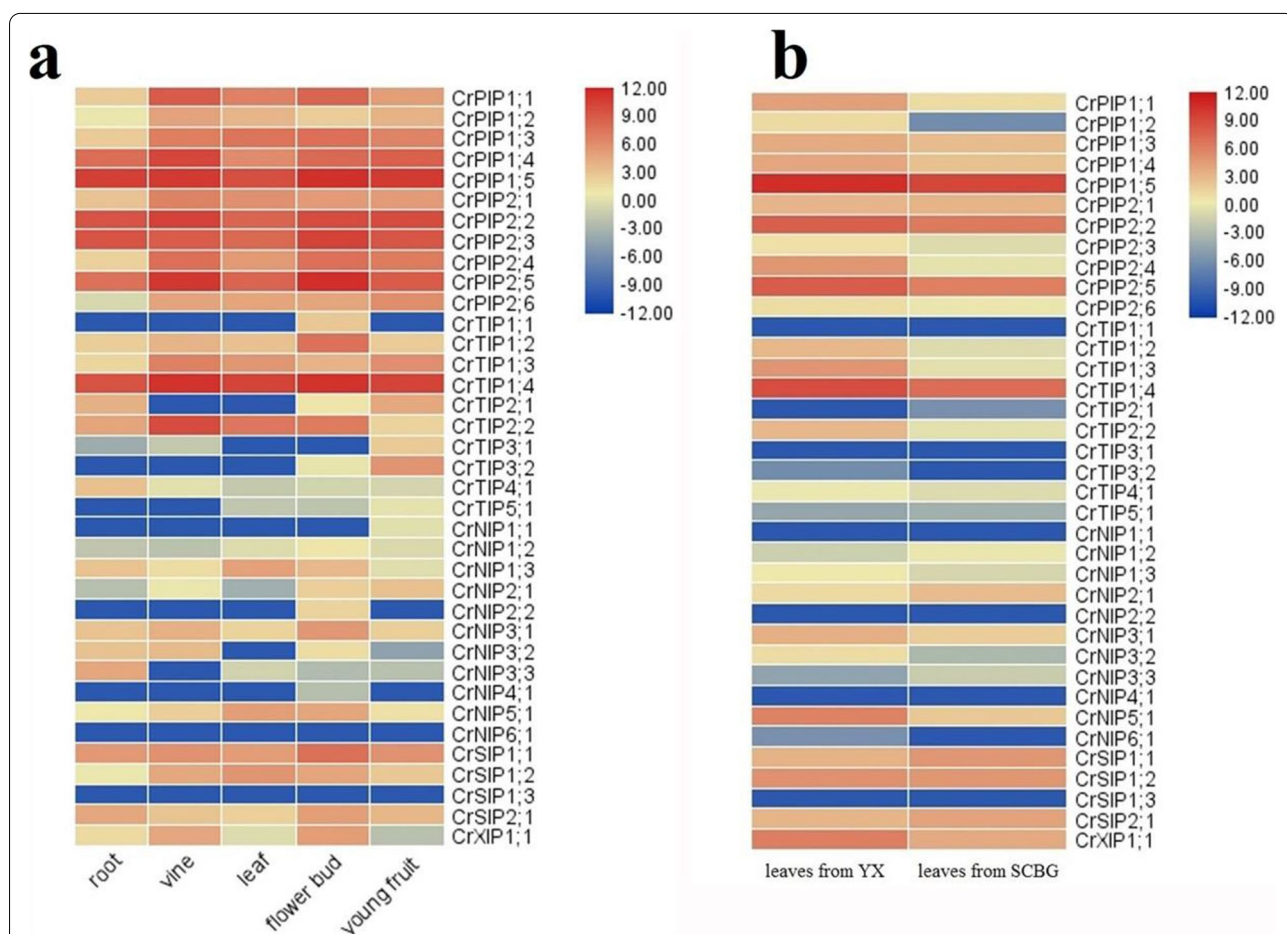 a
12.00
9.00
6.00
3.00
0.00
-3.00
-6.00
-9.00
-12.00
CrPIP1;1
CrPIP1;2
CrPIP1;3
CrPIP1;4
CrPIP1;5
CrPIP2;1
CrPIP2;2
CrPIP2;3
CrPIP2;4
CrPIP2;5
CrPIP2;6
CrTIP1;1
CrTIP1;2
CrTIP1;3
CrTIP1;4
CrTIP2;1
CrTIP2;2
CrTIP3;1
CrTIP3;2
CrTIP4;1
CrTIP5;1
CrNIP1;1
CrNIP1;2
CrNIP1;3
CrNIP2;1
CrNIP2;2
CrNIP3;1
CrNIP3;2
CrNIP3;3
CrNIP4;1
CrNIP5;1
CrNIP6;1
CrSIP1;1
CrSIP1;2
CrSIP1;3
CrSIP2;1
CrXIP1;1
root
vine
leaf
flower bud
young fruit
b
12.00
9.00
6.00
3.00
0.00
-3.00
-6.00
-9.00
-12.00
CrPIP1;1
CrPIP1;2
CrPIP1;3
CrPIP1;4
CrPIP1;5
CrPIP2;1
CrPIP2;2
CrPIP2;3
CrPIP2;4
CrPIP2;5
CrPIP2;6
CrTIP1;1
CrTIP1;2
CrTIP1;3
CrTIP1;4
CrTIP2;1
CrTIP2;2
CrTIP3;1
CrTIP3;2
CrTIP4;1
CrTIP5;1
CrNIP1;1
CrNIP1;2
CrNIP1;3
CrNIP2;1
CrNIP2;2
CrNIP3;1
CrNIP3;2
CrNIP3;3
CrNIP4;1
CrNIP5;1
CrNIP6;1
CrSIP1;1
CrSIP1;2
CrSIP1;3
CrSIP2;1
CrXIP1;1
leaves from YX
leaves from SCBG